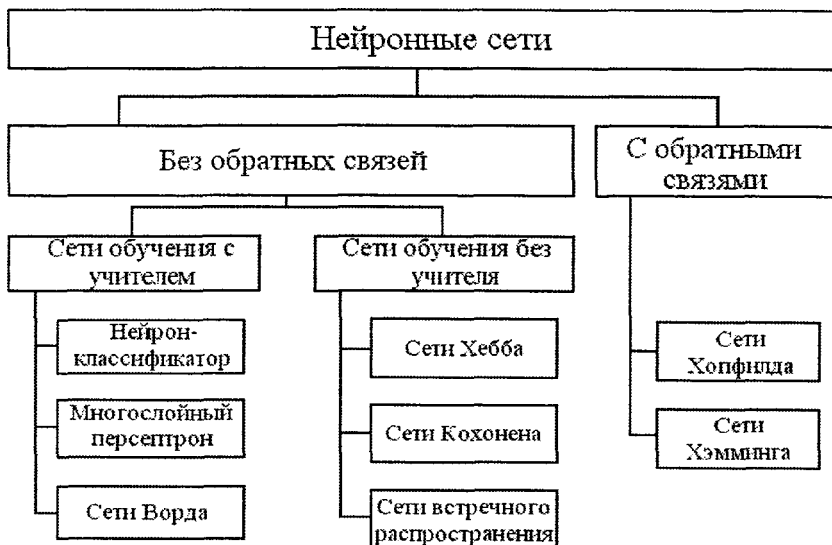 Нейронные сети
Без обратных связей
С обратными
связями
Сети обучения с
учителем
Сети обучения без
учителя
Нейрон-
классификатор
Многослойный
персептрон
Сети Ворда
Сети Хебба
Сети Кохонена
Сети встречного
распространения
Сети
Хопфилда
Сети
Хэмминга